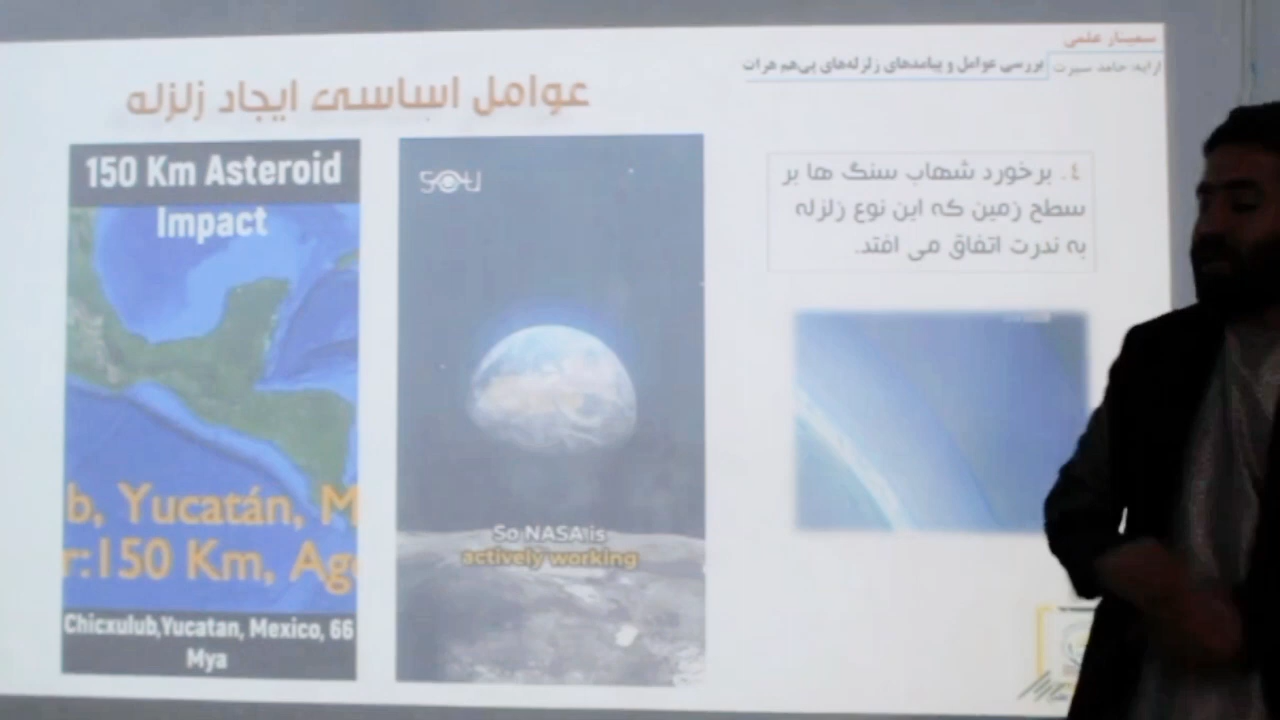 سمینار علمی
ارایه: حامد سیرت
بررسی عوامل و پیامدهای زلزله‌های پی‌هم هرات
عوامل اساسی ایجاد زلزله
٤. برخورد شهاب سنگ ها بر
سطح زمین که این نوع زلزله
به ندرت اتفاق می افتد.
SOU
So NASA is
actively working
150 Km Asteroid
Impact
b, Yucatán, M
r:150 Km, Ag
Chicxulub,Yucatan, Mexico, 66
Mya